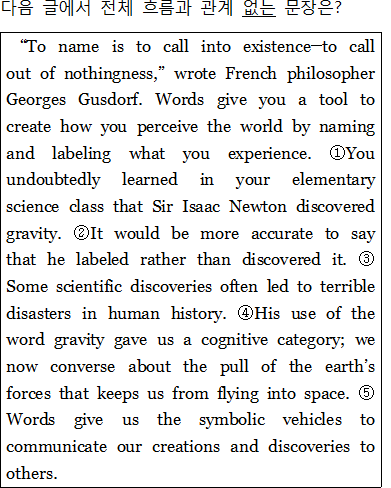 다음 글에서 전체 흐름과 관계 없는 문장은?
“To name is to call into existence─to call
out of nothingness,” wrote French philosopher
Georges Gusdorf. Words give you a tool to
create how you perceive the world by naming
and labeling what you experience. ①You
undoubtedly learned in your elementary
science class that Sir Isaac Newton discovered
gravity. ②It would be more accurate to say
that he labeled rather than discovered it. ③
Some scientific discoveries often led to terrible
disasters in human history. ④His use of the
word gravity gave us a cognitive category; we
now converse about the pull of the earth’s
forces that keeps us from flying into space. ⑤
Words give us the symbolic vehicles to
communicate our creations and discoveries to
others.